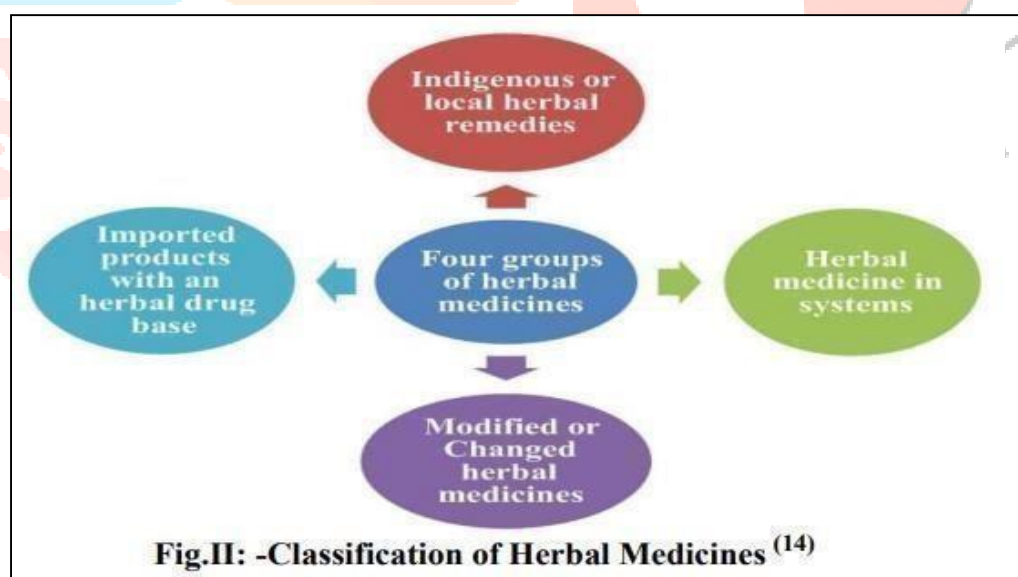 Indigenous or
local herbal
remedies
Imported
products
with an
herbal drug
base
Four groups
of herbal
medicines
Herbal
medicine in
systems
Modified or
Changed
herbal
medicines
Fig.II: -Classification of Herbal Medicines (14)